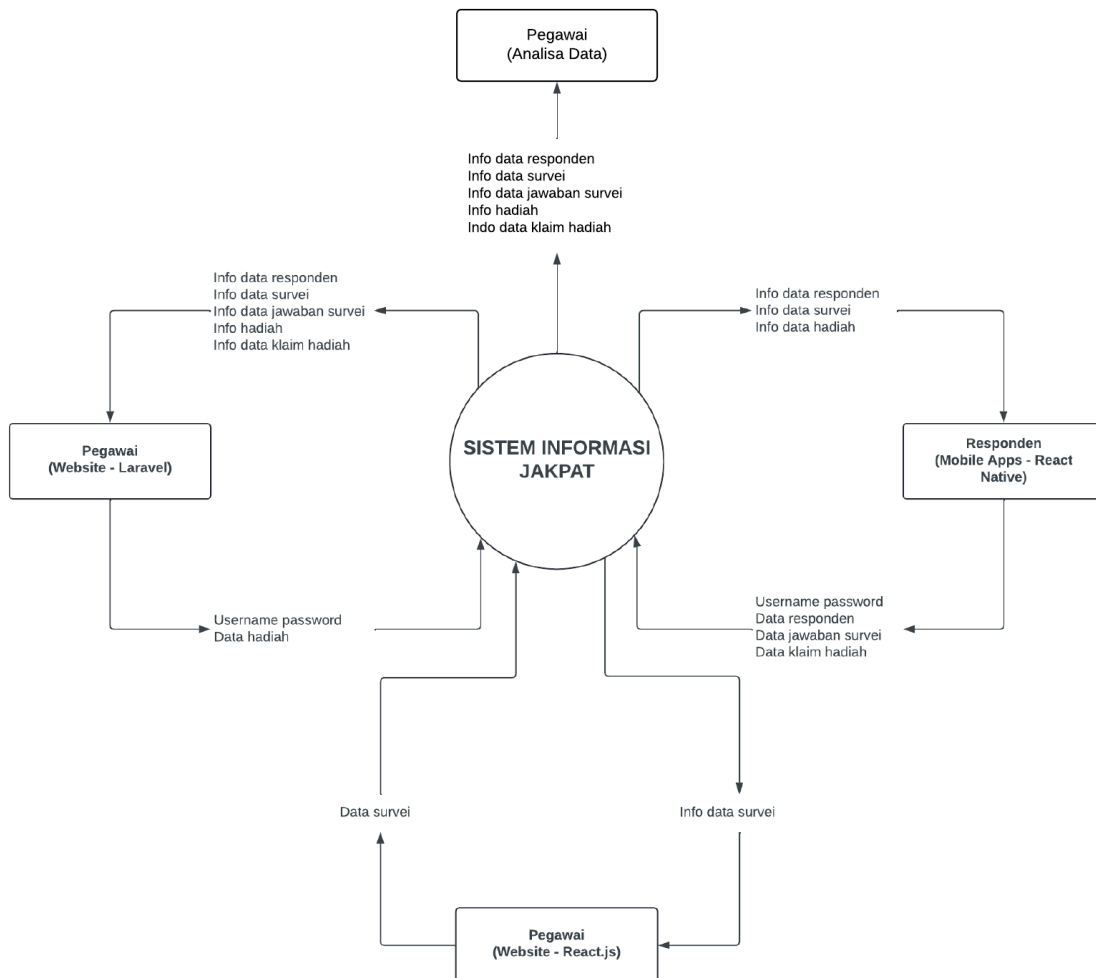 Pegawai
(Analisa Data)
Info data responden
Info data survei
Info data jawaban survei
Info hadiah
Indo data klaim hadiah
Info data responden
Info data survei
Info data jawaban survei
Info hadiah
Info data klaim hadiah
Info data responden
Info data survei
Info data hadiah
Pegawai
(Website - Laravel)
SISTEM INFORMASI
JAKPAT
Responden
(Mobile Apps - React
Native)
Username password
Data hadiah
Username password
Data responden
Data jawaban survei
Data klaim hadiah
Data survei
Info data survei
Pegawai
(Website - React.js)